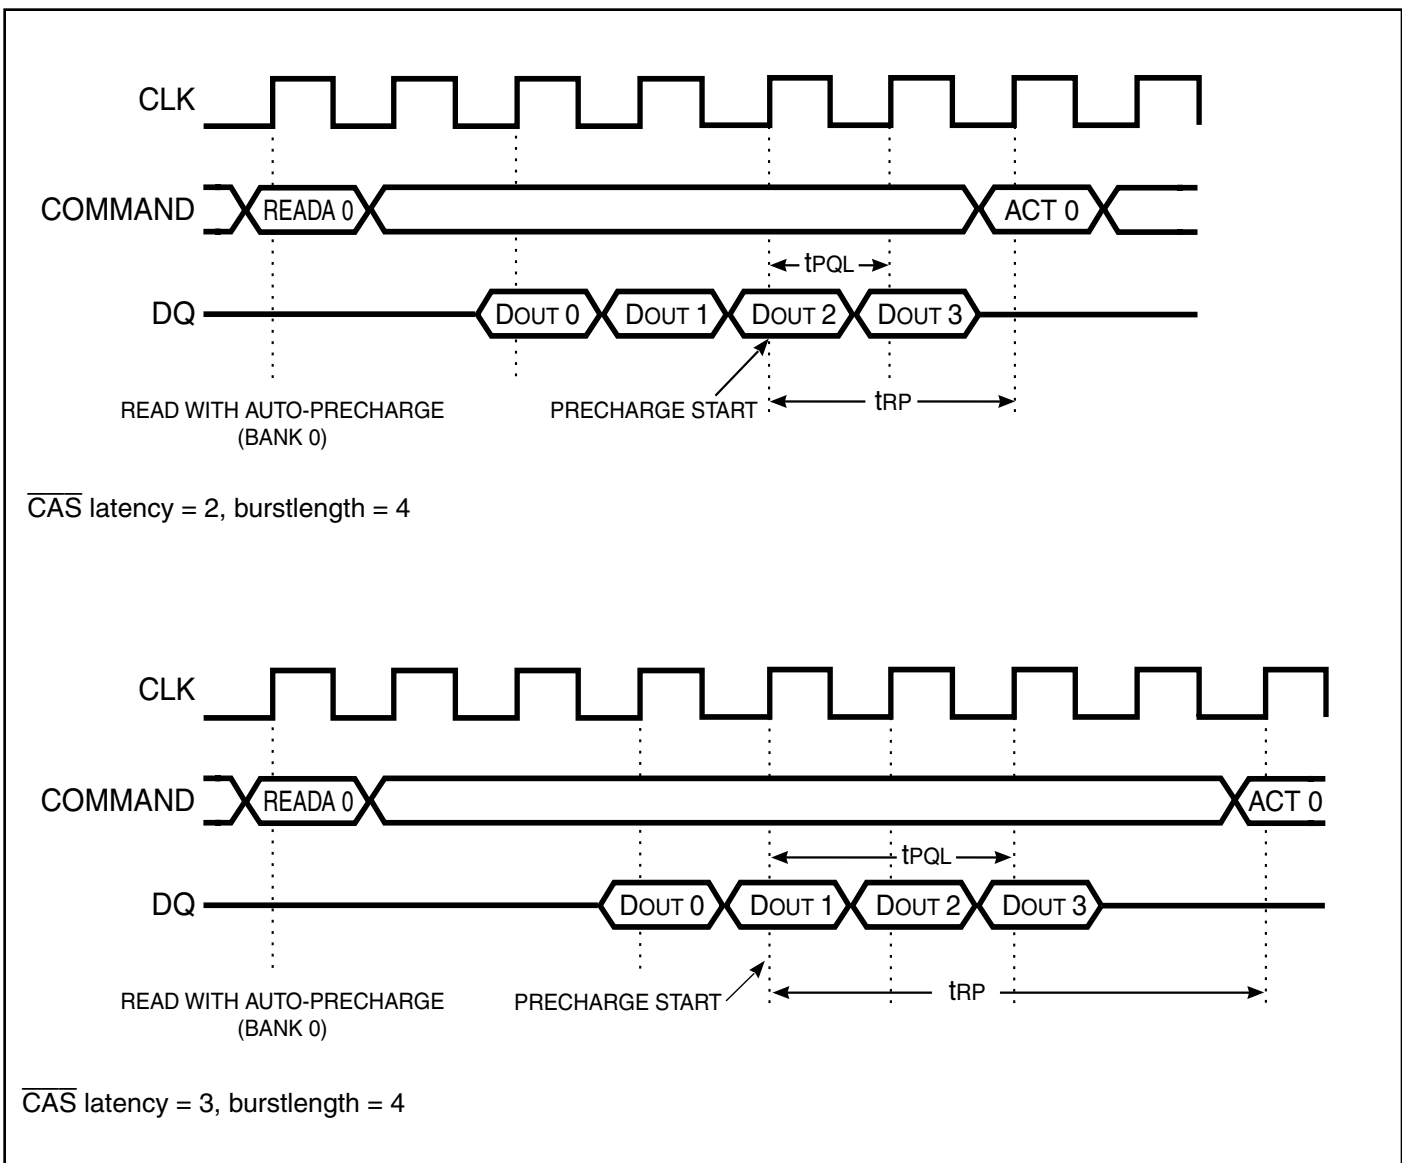 CLK
COMMAND
READA 0
ACT 0
tPQL
DQ
DOUT 0
DOUT 1
DOUT 2
DOUT 3
READ WITH AUTO-PRECHARGE
(BANK 0)
PRECHARGE START
tRP
CAS latency = 2, burstlength = 4
CLK
COMMAND
READA 0
ACT 0
tPQL
DQ
DOUT 0
DOUT 1
DOUT 2
DOUT 3
READ WITH AUTO-PRECHARGE
(BANK 0)
PRECHARGE START
tRP
CAS latency = 3, burstlength = 4